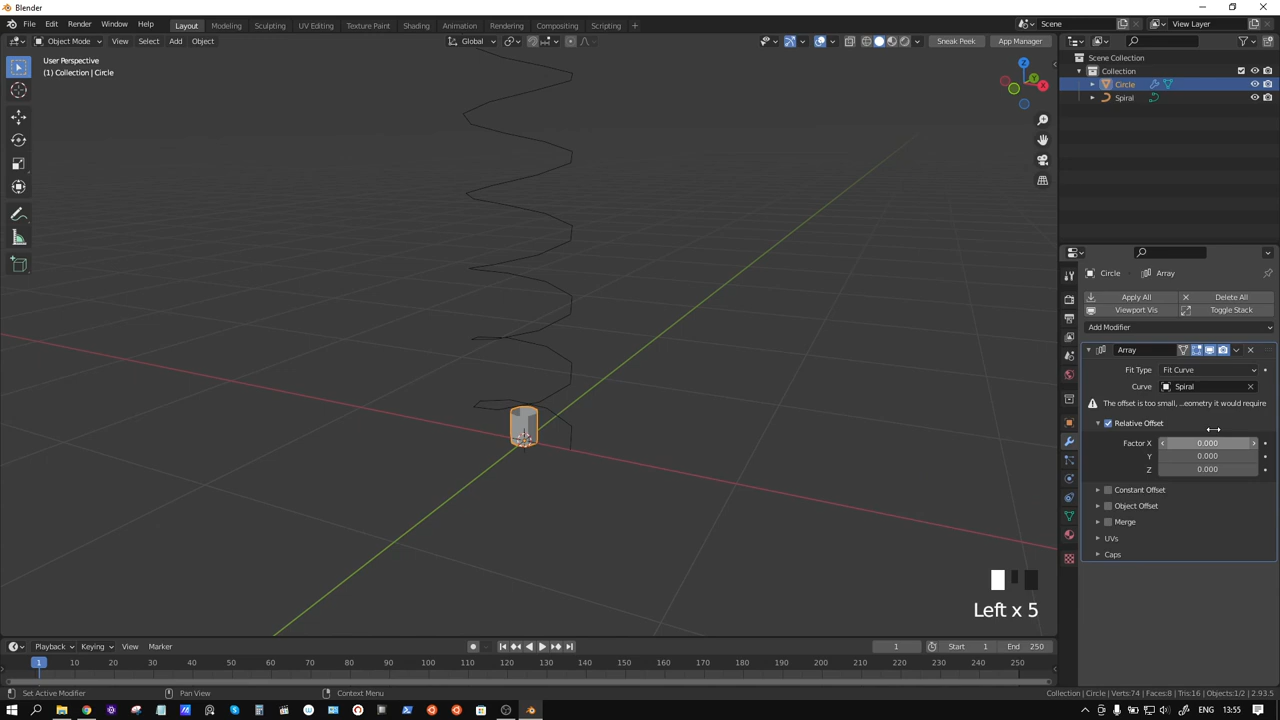 Blender
File Edit Render Window Help
Layout Modeling Sculpting UV Editing Texture Paint Shading Animation Rendering Compositing Scripting +
Scene
View Layer
Object Mode View Select Add Object
Global
Sneak Peek App Manager
User Perspective
(1) Collection | Circle
Z
Y
X
Scene Collection
Collection
Circle
Spiral
Circle > Array
Apply All Delete All
Viewport Vis Toggle Stack
Add Modifier
Array
Fit Type Fit Curve
Curve Spiral
The offset is too small, ...eometry it would require
Relative Offset
Factor X 0.000
Y 0.000
Z 0.000
Constant Offset
Object Offset
Merge
UVs
Caps
Left x 5
Playback Keying View Marker
1 Start 1 End 250
1 10 20 30 40 50 60 70 80 90 100 110 120 130 140 150 160 170 180 190 200 210 220 230 240 250
Set Active Modifier Pan View Context Menu
Collection | Circle | Verts:74 | Faces:8 | Tris:16 | Objects:1/2 | 2.93.5
ENG 13:55